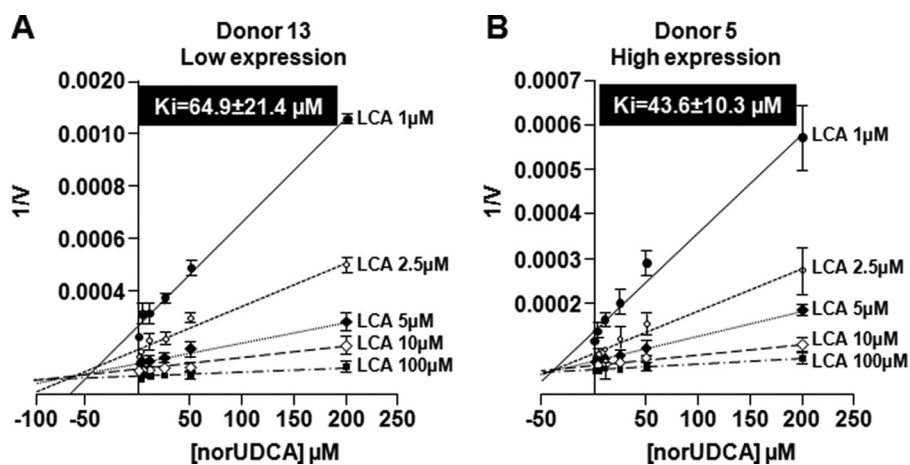 A
Donor 13
Low expression
0.0020
Ki=64.9±21.4 µM
0.0010
0.0008
0.0006
0.0004
1/V
LCA 1µM
LCA 2.5µM
LCA 5µM
LCA 10µM
LCA 100µM
-100
0
50
100
150
200
250
[norUDCA] µM
B
Donor 5
High expression
0.0007
Ki=43.6±10.3 µM
0.0006
0.0005
0.0004
0.0003
0.0002
1/V
LCA 1µM
LCA 2.5µM
LCA 5µM
LCA 10µM
LCA 100µM
-50
0
50
100
150
200
250
[norUDCA] µM